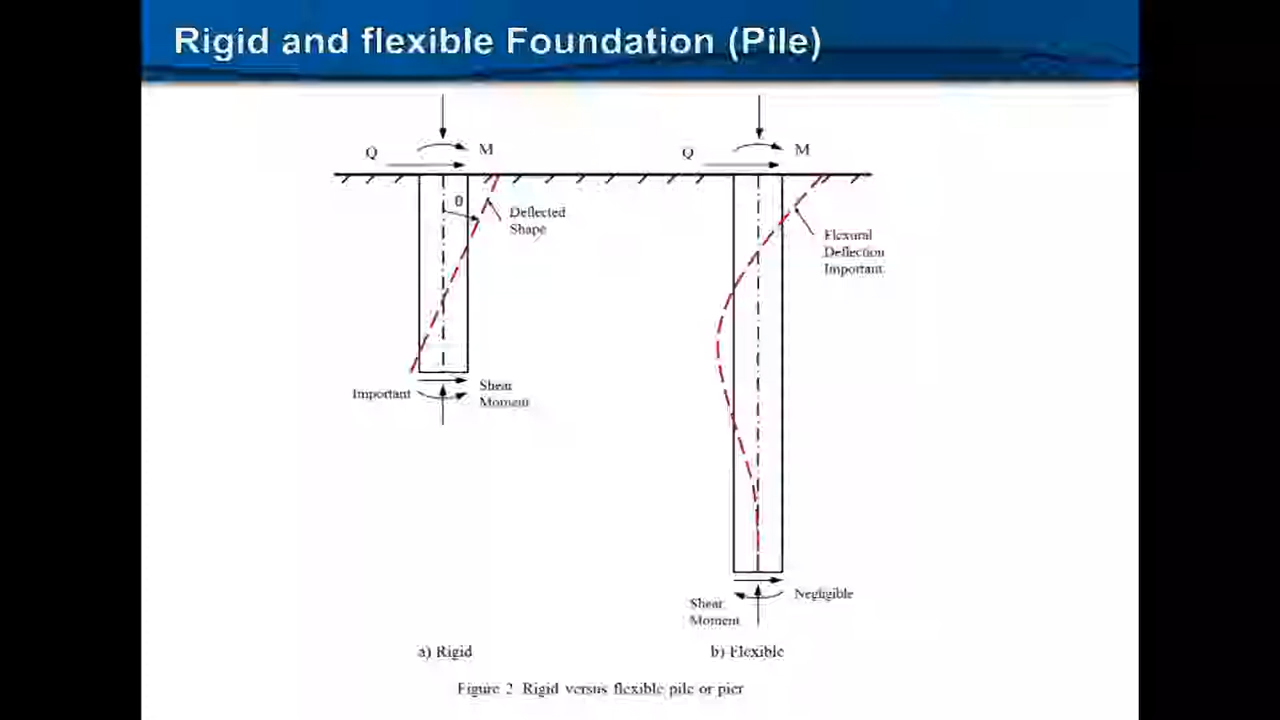 Rigid and flexible Foundation (Pile)
Q
M
θ
Deflected
Shape
Important
Shear
Moment
a) Rigid
Q
M
Flexural
Deflection
Important
Shear
Moment
Negligible
b) Flexible
Figure 2 Rigid versus flexible pile or pier